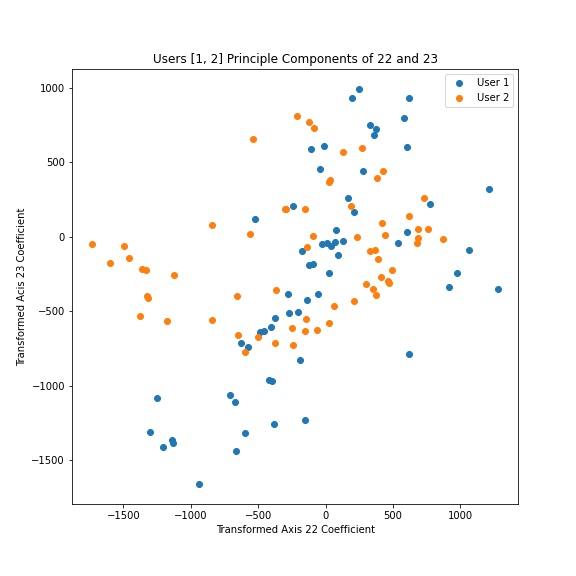 Users [1, 2] Principle Components of 22 and 23
User 1
User 2
Transformed Acis 23 Coefficient
1000
500
0
−500
−1000
−1500
−1500
−1000
−500
0
500
1000
Transformed Axis 22 Coefficient